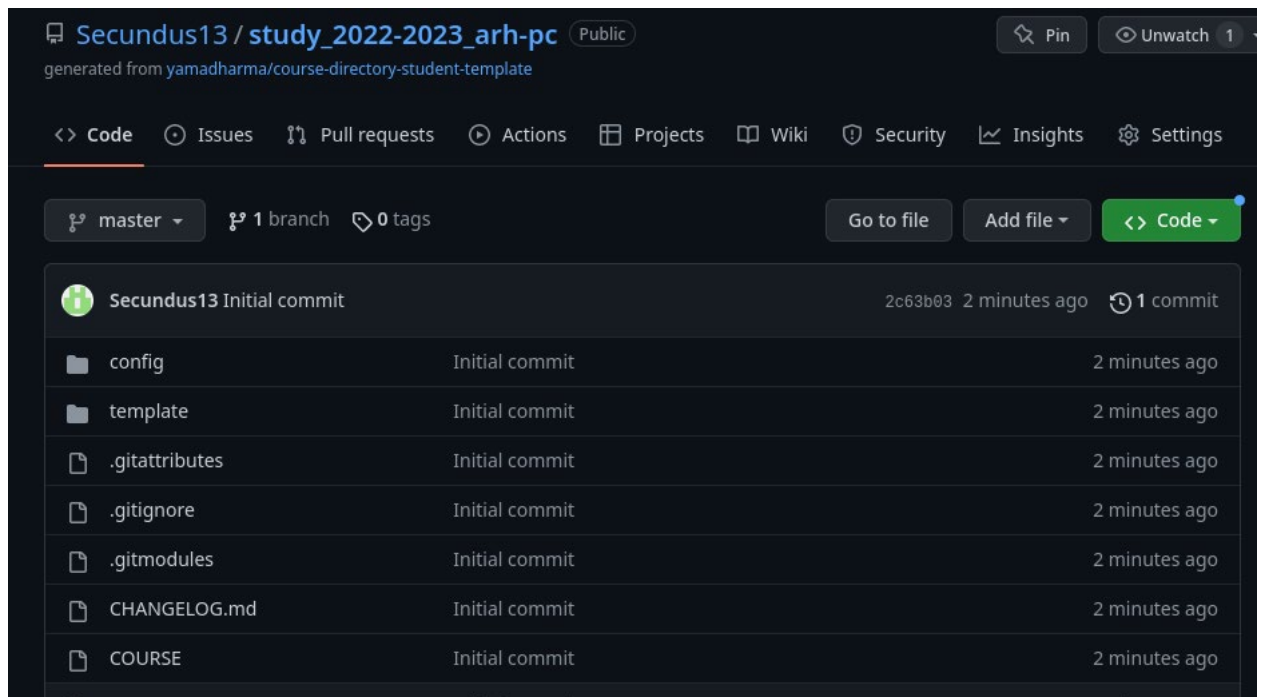 Secundus13 / study_2022-2023_arh-pc Public Pin Unwatch 1
generated from yamadharma/course-directory-student-template
Code Issues Pull requests Actions Projects Wiki Security Insights Settings
master 1 branch 0 tags Go to file Add file Code
Secundus13 Initial commit 2c63b03 2 minutes ago 1 commit
config Initial commit 2 minutes ago
template Initial commit 2 minutes ago
.gitattributes Initial commit 2 minutes ago
.gitignore Initial commit 2 minutes ago
.gitmodules Initial commit 2 minutes ago
CHANGELOG.md Initial commit 2 minutes ago
COURSE Initial commit 2 minutes ago